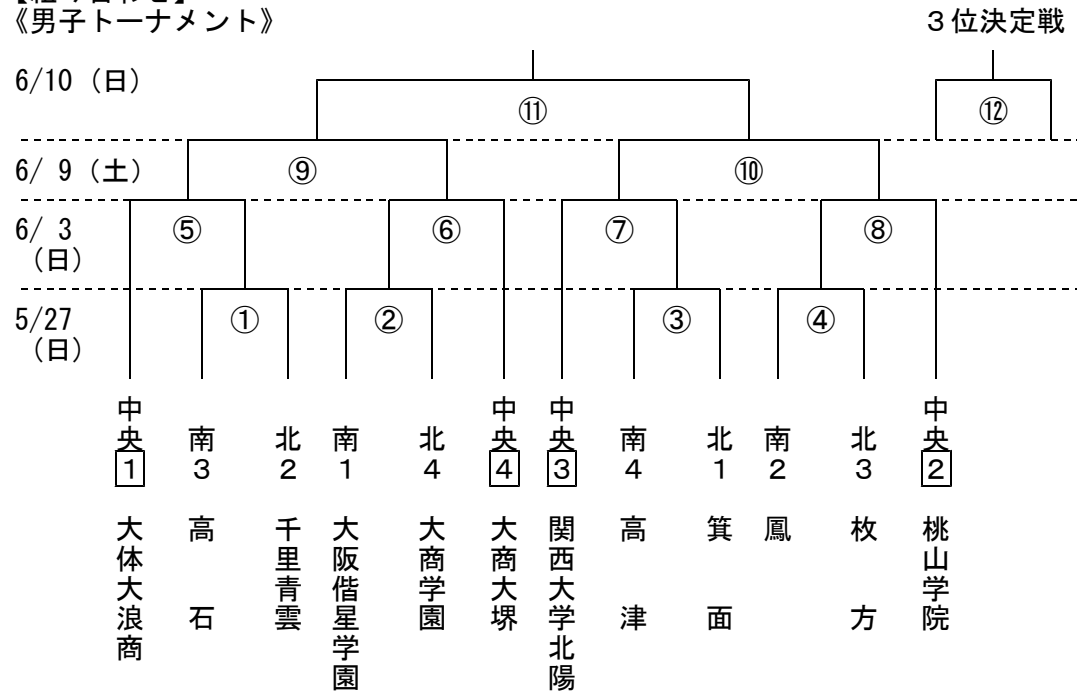 《男子トーナメント》
3位決定戦
6/10（日）
⑪
⑫
6/ 9（土）
⑨
⑩
6/ 3
（日）
⑤
⑥
⑦
⑧
5/27
（日）
①
②
③
④
中央1 大体大浪商
南3 高石
北2 千里青雲
南1 大阪偕星学園
北4 大商学園
中央4 大商大堺
中央3 関西大学北陽
南4 高津
北1 箕面
南2 鳳
北3 枚方
中央2 桃山学院